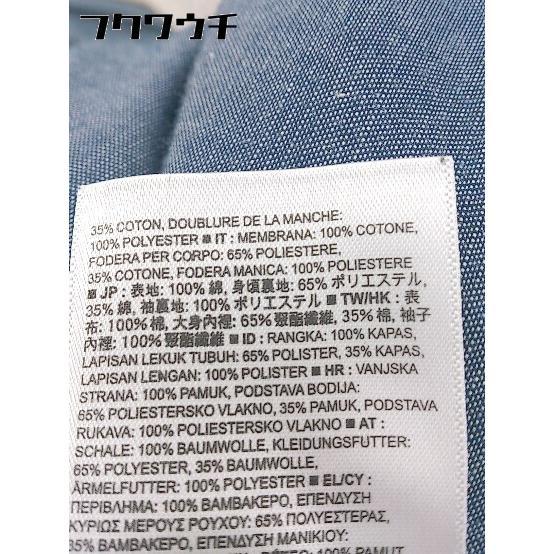 フクワウチ
35% COTON, DOUBLURE DE LA MANCHE:
100% POLYESTER ■ IT : MEMBRANA: 100% COTONE,
FODERA PER CORPO: 65% POLIESTERE,
35% COTONE, FODERA MANICA: 100% POLIESTERE
■ JP : 表地: 100% 綿, 身頃裏地: 65% ポリエステル,
35% 綿, 袖裏地: 100% ポリエステル ■ TW/HK : 表
布: 100% 棉, 大身內裡: 65% 聚酯纖維, 35% 棉, 袖子
內裡: 100% 聚酯纖維 ■ ID : RANGKA: 100% KAPAS,
LAPISAN LEKUK TUBUH: 65% POLISTER, 35% KAPAS,
LAPISAN LENGAN: 100% POLISTER ■ HR : VANJSKA
STRANA: 100% PAMUK, PODSTAVA BODIJA:
65% POLIESTERSKO VLAKNO, 35% PAMUK, PODSTAVA
RUKAVA: 100% POLIESTERSKO VLAKNO ■ AT :
SCHALE: 100% BAUMWOLLE, KLEIDUNGSFUTTER:
65% POLYESTER, 35% BAUMWOLLE,
ÄRMELFUTTER: 100% POLYESTER ■ EL/CY :
ΠΕΡΙΒΛΗΜΑ: 100% ΒΑΜΒΑΚΕΡΟ, ΕΠΕΝΔΥΣΗ
ΚΥΡΙΩΣ ΜΕΡΟΥΣ ΡΟΥΧΟΥ: 65% ΠΟΛΥΕΣΤΕΡΑΣ,
35% ΒΑΜΒΑΚΕΡΟ, ΕΠΕΝΔΥΣΗ ΜΑΝΙΚΙΟΥ: